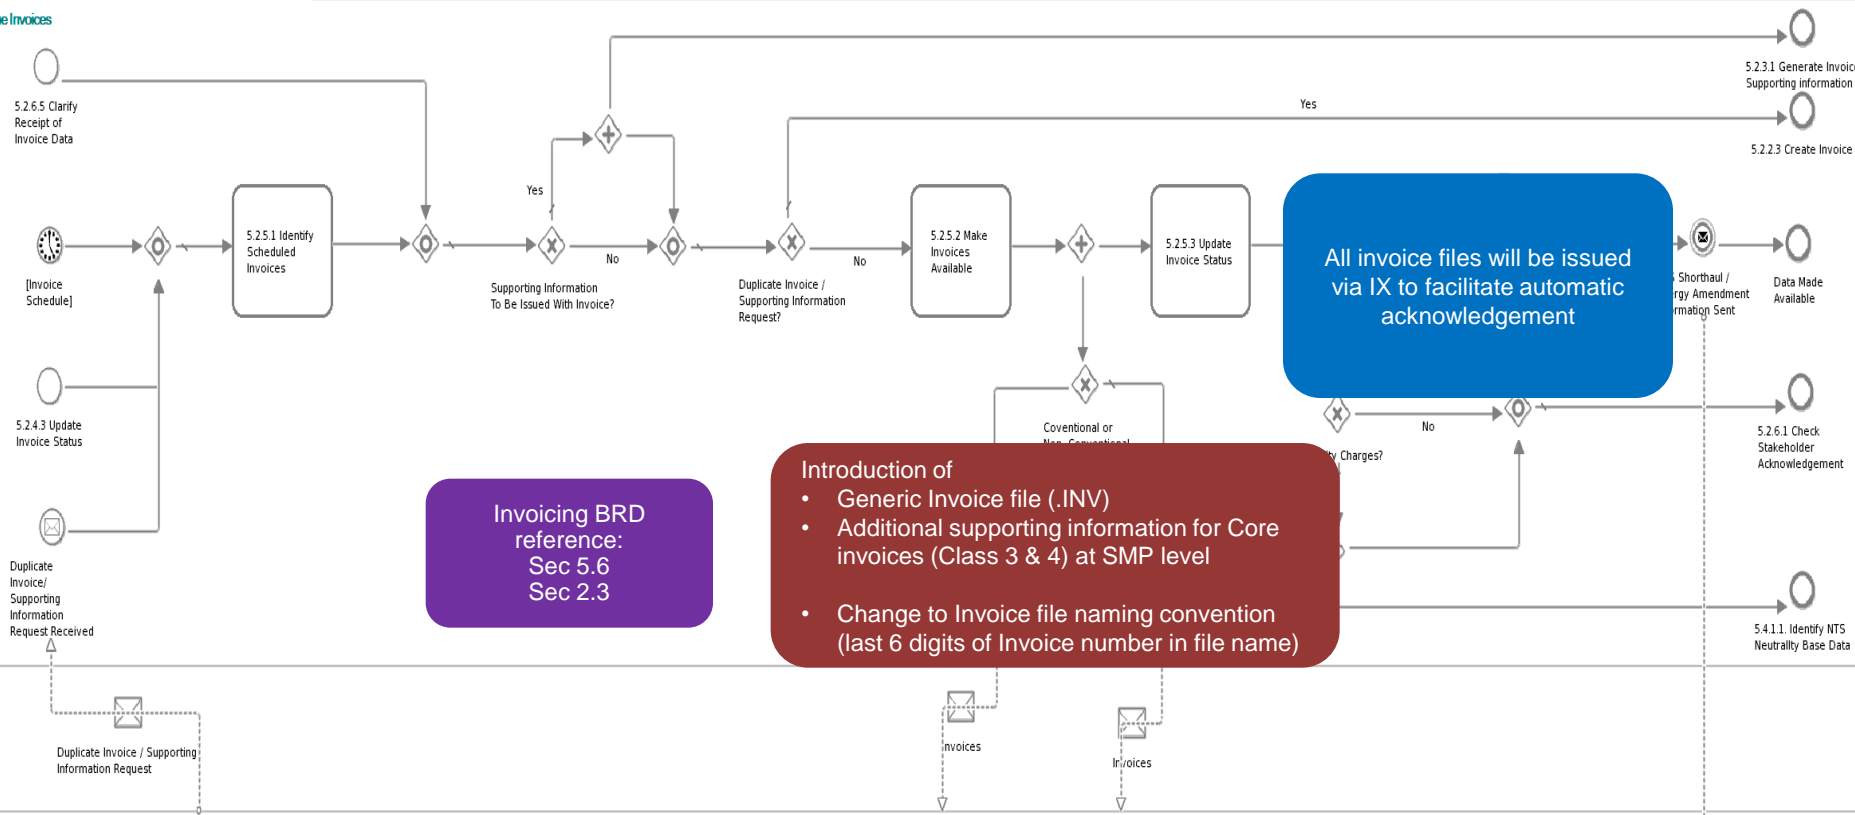 e Invoices
5.2.6.5 Clarify
Receipt of
Invoice Data
5.2.3.1 Generate Invoice
Supporting information
Yes
5.2.2.3 Create Invoice
Yes
[Invoice
Schedule]
5.2.5.1 Identify
Scheduled
Invoices
Supporting Information
To Be Issued With Invoice?
No
Duplicate Invoice /
Supporting Information
Request?
No
5.2.5.2 Make
Invoices
Available
5.2.5.3 Update
Invoice Status
All invoice files will be issued
via IX to facilitate automatic
acknowledgement
Shorthaul /
rgy Amendment
rmation Sent
Data Made
Available
5.2.4.3 Update
Invoice Status
Coventional or
Non-Conventional
No
ty Charges?
5.2.6.1 Check
Stakeholder
Acknowledgement
Invoicing BRD
reference:
Sec 5.6
Sec 2.3
Introduction of
• Generic Invoice file (.INV)
• Additional supporting information for Core
invoices (Class 3 & 4) at SMP level
• Change to Invoice file naming convention
(last 6 digits of Invoice number in file name)
Duplicate
Invoice/
Supporting
Information
Request Received
5.4.1.1. Identify NTS
Neutrallty Base Data
Duplicate Invoice / Supporting
Information Request
nvoices
Invoices